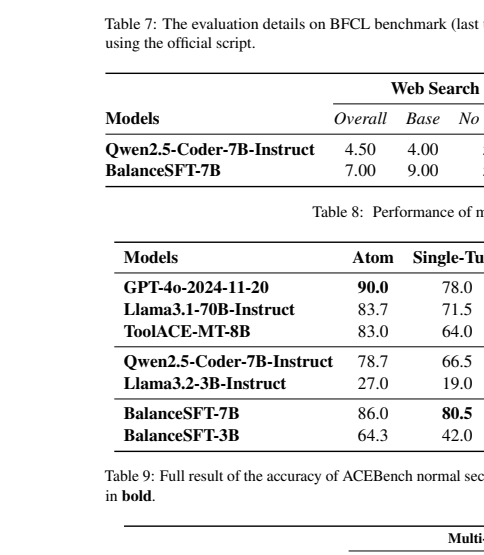 Table 7: The evaluation details on BFCL benchmark (last
using the official script.
Web Search
Models Overall Base No
Qwen2.5-Coder-7B-Instruct 4.50 4.00
BalanceSFT-7B 7.00 9.00
Table 8: Performance of
Models Atom Single-Tu
GPT-4o-2024-11-20 90.0 78.0
Llama3.1-70B-Instruct 83.7 71.5
ToolACE-MT-8B 83.0 64.0
Qwen2.5-Coder-7B-Instruct 78.7 66.5
Llama3.2-3B-Instruct 27.0 19.0
BalanceSFT-7B 86.0 80.5
BalanceSFT-3B 64.3 42.0
Table 9: Full result of the accuracy of ACEBench normal sec
in bold.
Multi-